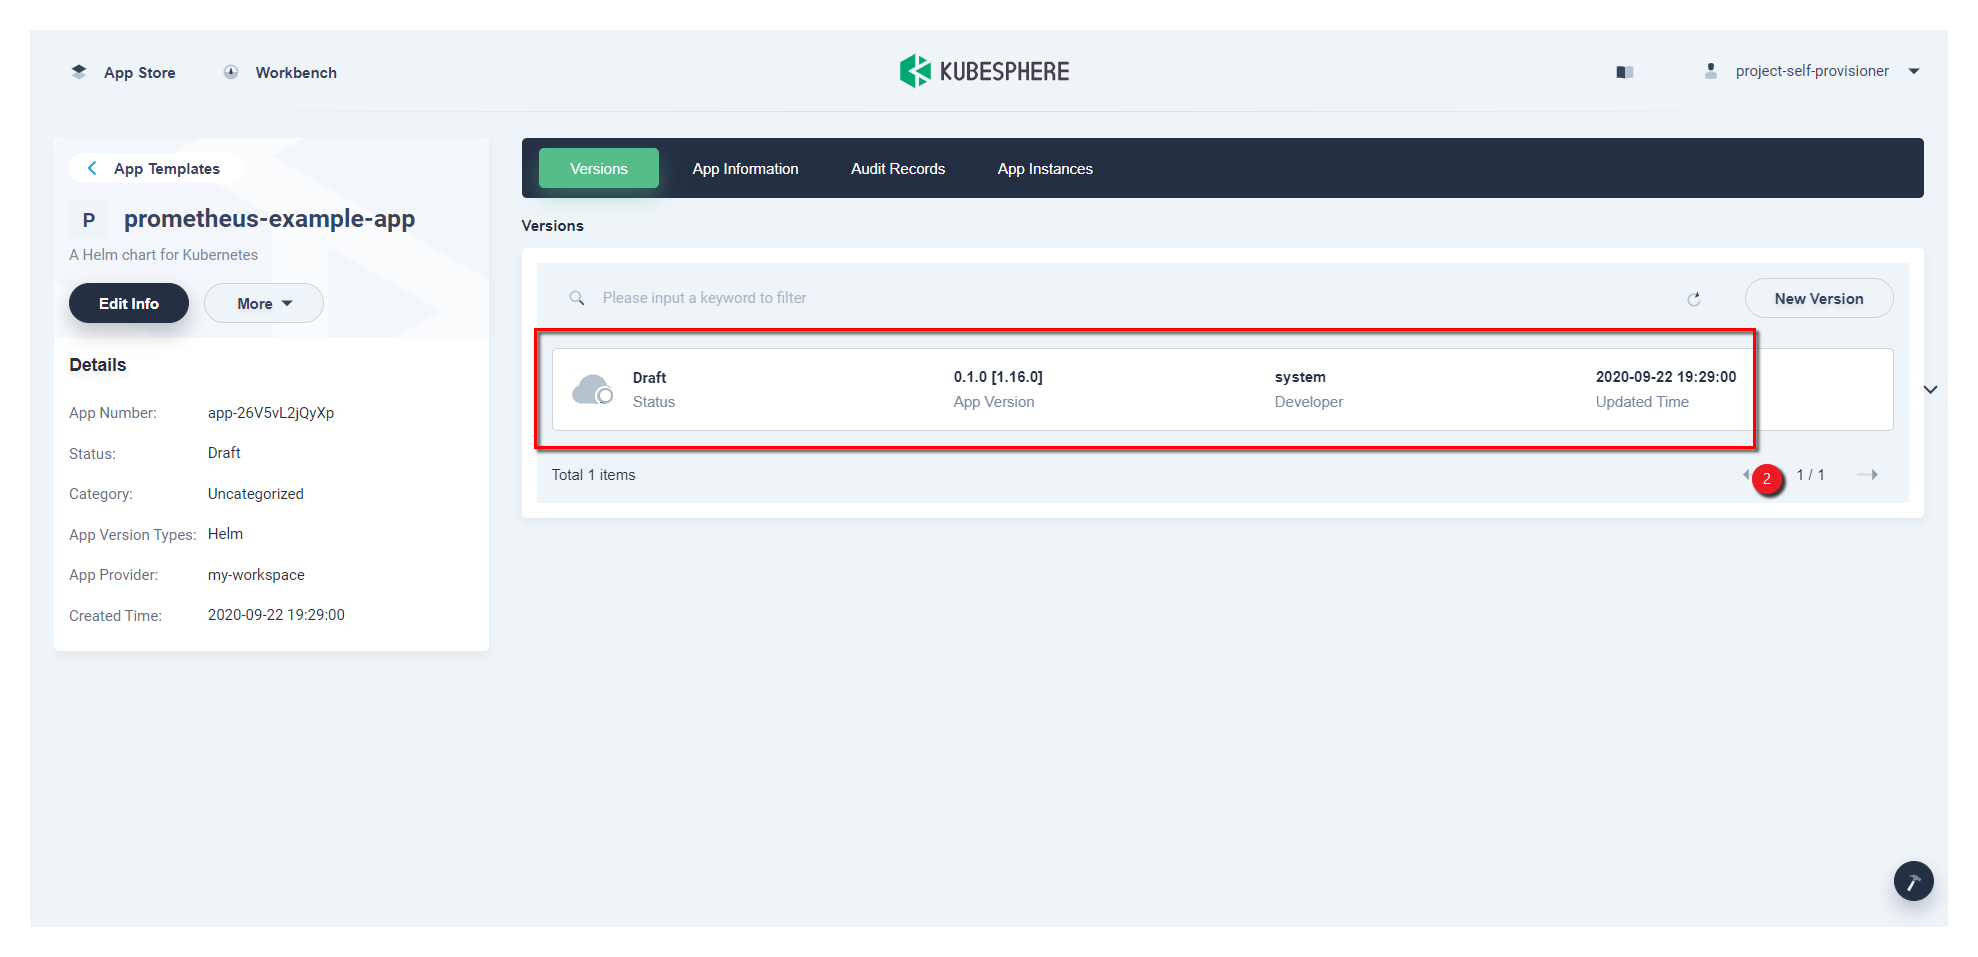 App Store
Workbench
KUBESPHERE
project-self-provisioner
App Templates
P prometheus-example-app
A Helm chart for Kubernetes
Edit Info
More
Details
App Number: app-26V5vL2jQyXp
Status: Draft
Category: Uncategorized
App Version Types: Helm
App Provider: my-workspace
Created Time: 2020-09-22 19:29:00
Versions
App Information
Audit Records
App Instances
Versions
Please input a keyword to filter
New Version
Draft
Status
0.1.0 [1.16.0]
App Version
system
Developer
2020-09-22 19:29:00
Updated Time
Total 1 items
2
1 / 1